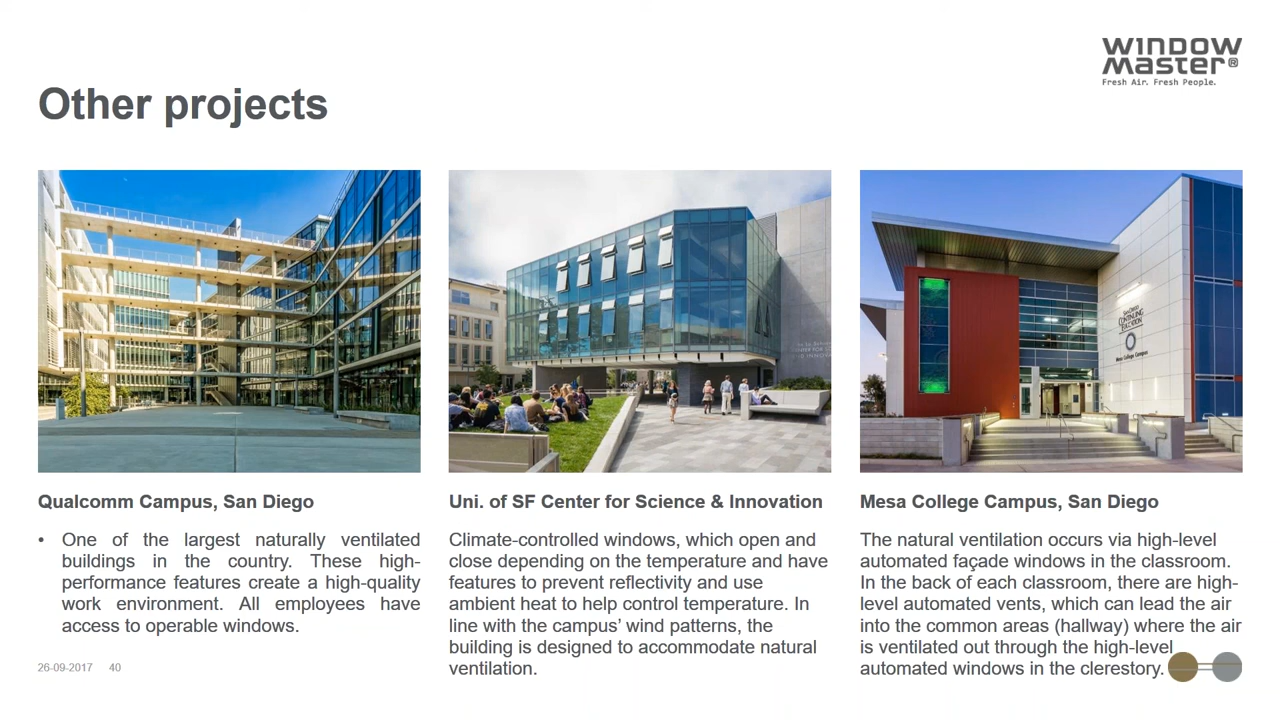 WINDOW
Master®
Fresh Air. Fresh People.
Other projects
San Diego
CONTINUING
EDUCATION
Mesa College Campus
Qualcomm Campus, San Diego
• One of the largest naturally ventilated
buildings in the country. These high-
performance features create a high-quality
work environment. All employees have
access to operable windows.
Uni. of SF Center for Science & Innovation
Climate-controlled windows, which open and
close depending on the temperature and have
features to prevent reflectivity and use
ambient heat to help control temperature. In
line with the campus’ wind patterns, the
building is designed to accommodate natural
ventilation.
Mesa College Campus, San Diego
The natural ventilation occurs via high-level
automated façade windows in the classroom.
In the back of each classroom, there are high-
level automated vents, which can lead the air
into the common areas (hallway) where the air
is ventilated out through the high-level
automated windows in the clerestory.
26-09-2017 40